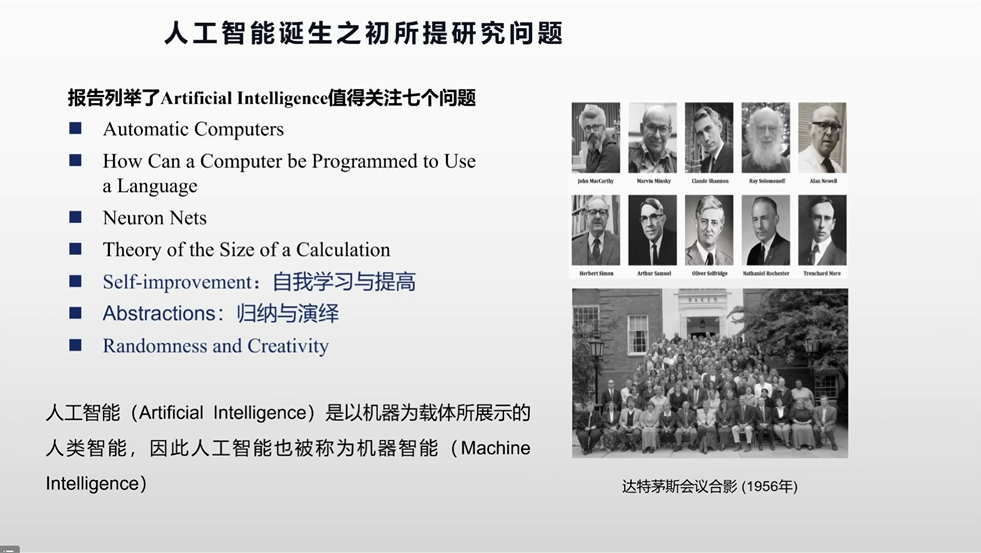 人工智能诞生之初所提研究问题
报告列举了Artificial Intelligence值得关注七个问题
Automatic Computers
How Can a Computer be Programmed to Use
a Language
Neuron Nets
Theory of the Size of a Calculation
Self-improvement：自我学习与提高
Abstractions：归纳与演绎
Randomness and Creativity
人工智能（Artificial Intelligence）是以机器为载体所展示的
人类智能，因此人工智能也被称为机器智能（Machine
Intelligence）
John MacCarthy Marvin Minsky Claude Shannon Ray Solomonoff Alan Newell
Herbert Simon Arthur Samuel Oliver Selfridge Nathaniel Rochester Trenchard More
BAKER
达特茅斯会议合影 (1956年)